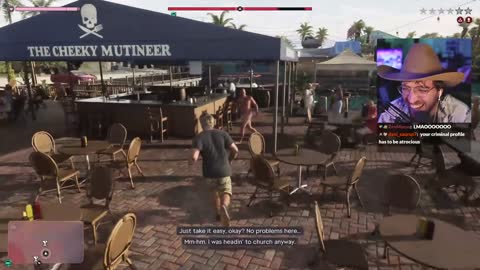 THE CHEEKY MUTINEER
LMAOOOOOOO
your criminal profile
has to be atrocious
Just take it easy, okay? No problems here...
Mm-hm. I was headin' to church anyway.